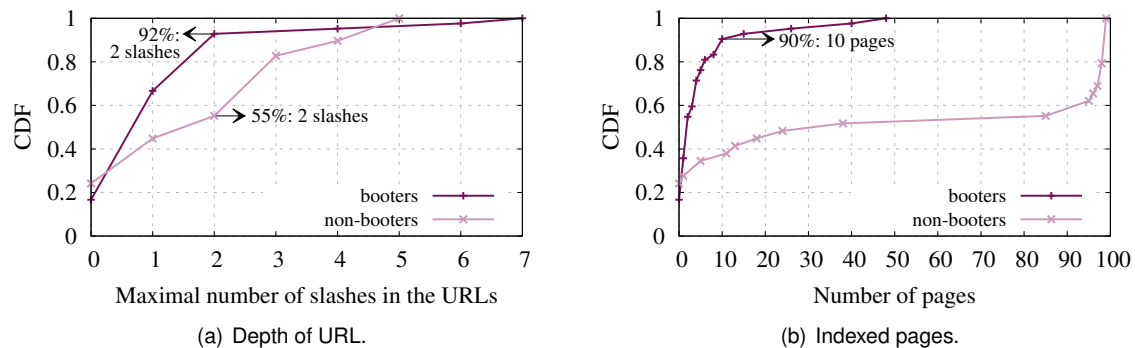 1
0.8
0.6
0.4
0.2
0
CDF
92%:
2 slashes
55%: 2 slashes
booters
non-booters
0 1 2 3 4 5 6 7
Maximal number of slashes in the URLs
(a) Depth of URL.
1
0.8
0.6
0.4
0.2
0
CDF
90%: 10 pages
booters
non-booters
0 10 20 30 40 50 60 70 80 90 100
Number of pages
(b) Indexed pages.